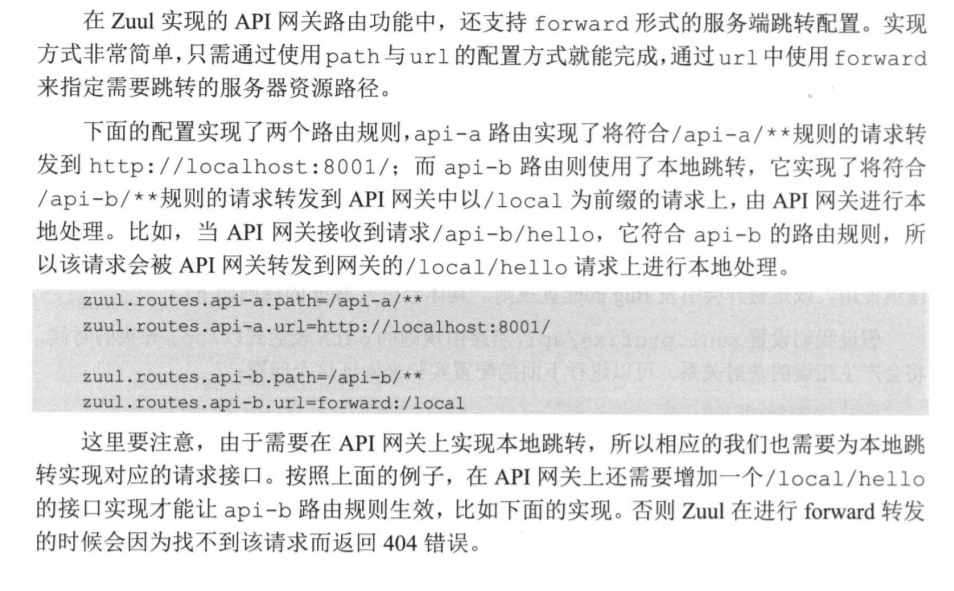 在 Zuul 实现的 API 网关路由功能中，还支持 forward 形式的服务端跳转配置。实现
方式非常简单，只需通过使用path与url的配置方式就能完成，通过url中使用forward
来指定需要跳转的服务器资源路径。
下面的配置实现了两个路由规则，api-a 路由实现了将符合/api-a/**规则的请求转
发到 http://localhost:8001/；而 api-b 路由则使用了本地跳转，它实现了将符合
/api-b/**规则的请求转发到 API 网关中以/local 为前缀的请求上，由 API 网关进行本
地处理。比如，当 API 网关接收到请求/api-b/hello，它符合 api-b 的路由规则，所
以该请求会被 API 网关转发到网关的/local/hello 请求上进行本地处理。
zuul.routes.api-a.path=/api-a/**
zuul.routes.api-a.url=http://localhost:8001/
zuul.routes.api-b.path=/api-b/**
zuul.routes.api-b.url=forward:/local
这里要注意，由于需要在 API 网关上实现本地跳转，所以相应的我们也需要为本地跳
转实现对应的请求接口。按照上面的例子，在 API 网关上还需要增加一个/local/hello
的接口实现才能让 api-b 路由规则生效，比如下面的实现。否则 Zuul 在进行 forward 转发
的时候会因为找不到该请求而返回 404 错误。